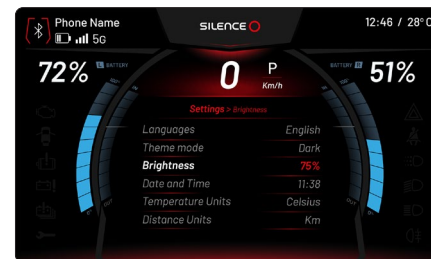 Phone Name
5G
SILENCE
12:46 / 28º C
72%
BATTERY
0
P
Km/h
BATTERY
51%
Settings > Brightness
Languages English
Theme mode Dark
Brightness 75%
Date and Time 11:38
Temperature Units Celsius
Distance Units Km